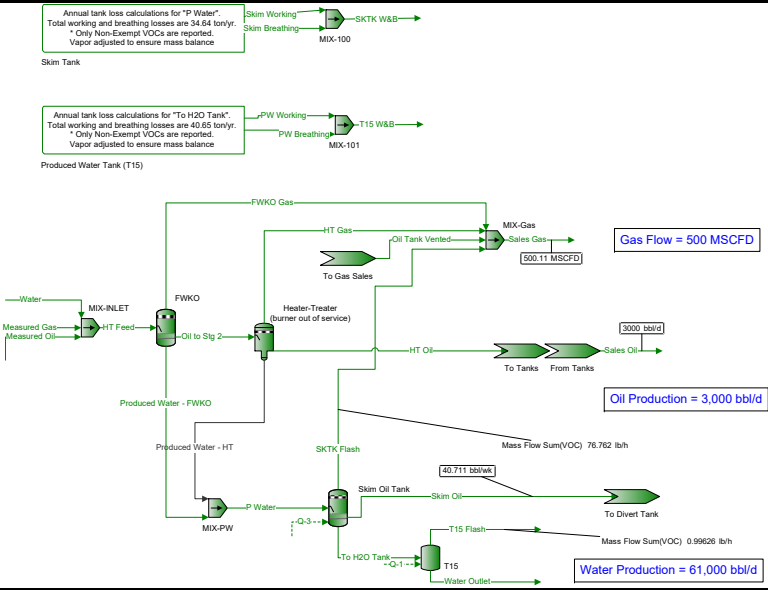 Annual tank loss calculations for "P Water".
Total working and breathing losses are 34.64 ton/yr.
* Only Non-Exempt VOCs are reported.
Vapor adjusted to ensure mass balance
Skim Working
Skim Breathing
SKTK W&B
MIX-100
Skim Tank
Annual tank loss calculations for "To H2O Tank".
Total working and breathing losses are 40.65 ton/yr.
* Only Non-Exempt VOCs are reported.
Vapor adjusted to ensure mass balance
PW Working
PW Breathing
T15 W&B
MIX-101
Produced Water Tank (T15)
FWKO Gas
MIX-Gas
HT Gas
Oil Tank Vented
Sales Gas
Gas Flow = 500 MSCFD
500.11 MSCFD
To Gas Sales
Water
MIX-INLET
FWKO
Heater-Treater
(burner out of service)
Measured Gas
HT Feed
Measured Oil
Oil to Stg 2
3000 bbl/d
HT Oil
Sales Oil
To Tanks
From Tanks
Produced Water - FWKO
Oil Production = 3,000 bbl/d
Produced Water - HT
SKTK Flash
Mass Flow Sum(VOC) 76.762 lb/h
40.711 bbl/wk
Skim Oil Tank
Skim Oil
To Divert Tank
P Water
MIX-PW
Q-3
T15 Flash
Mass Flow Sum(VOC) 0.99626 lb/h
To H2O Tank
Q-1
T15
Water Outlet
Water Production = 61,000 bbl/d